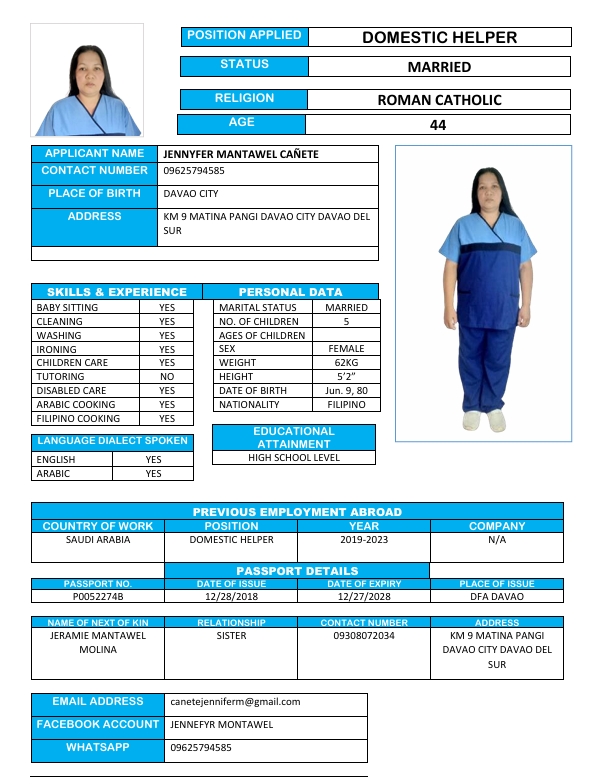 POSITION APPLIED DOMESTIC HELPER
STATUS MARRIED
RELIGION ROMAN CATHOLIC
AGE 44
APPLICANT NAME JENNYFER MANTAWEL CAÑETE
CONTACT NUMBER 09625794585
PLACE OF BIRTH DAVAO CITY
ADDRESS KM 9 MATINA PANGI DAVAO CITY DAVAO DEL
SUR
SKILLS & EXPERIENCE
BABY SITTING YES
CLEANING YES
WASHING YES
IRONING YES
CHILDREN CARE YES
TUTORING NO
DISABLED CARE YES
ARABIC COOKING YES
FILIPINO COOKING YES
LANGUAGE DIALECT SPOKEN
ENGLISH YES
ARABIC YES
PERSONAL DATA
MARITAL STATUS MARRIED
NO. OF CHILDREN 5
AGES OF CHILDREN
SEX FEMALE
WEIGHT 62KG
HEIGHT 5’2”
DATE OF BIRTH Jun. 9, 80
NATIONALITY FILIPINO
EDUCATIONAL
ATTAINMENT
HIGH SCHOOL LEVEL
PREVIOUS EMPLOYMENT ABROAD
COUNTRY OF WORK POSITION YEAR COMPANY
SAUDI ARABIA DOMESTIC HELPER 2019-2023 N/A
PASSPORT DETAILS
PASSPORT NO. DATE OF ISSUE DATE OF EXPIRY PLACE OF ISSUE
P0052274B 12/28/2018 12/27/2028 DFA DAVAO
NAME OF NEXT OF KIN RELATIONSHIP CONTACT NUMBER ADDRESS
JERAMIE MANTAWEL SISTER 09308072034 KM 9 MATINA PANGI
MOLINA DAVAO CITY DAVAO DEL
SUR
EMAIL ADDRESS canetejenniferm@gmail.com
FACEBOOK ACCOUNT JENNEFYR MONTAWEL
WHATSAPP 09625794585